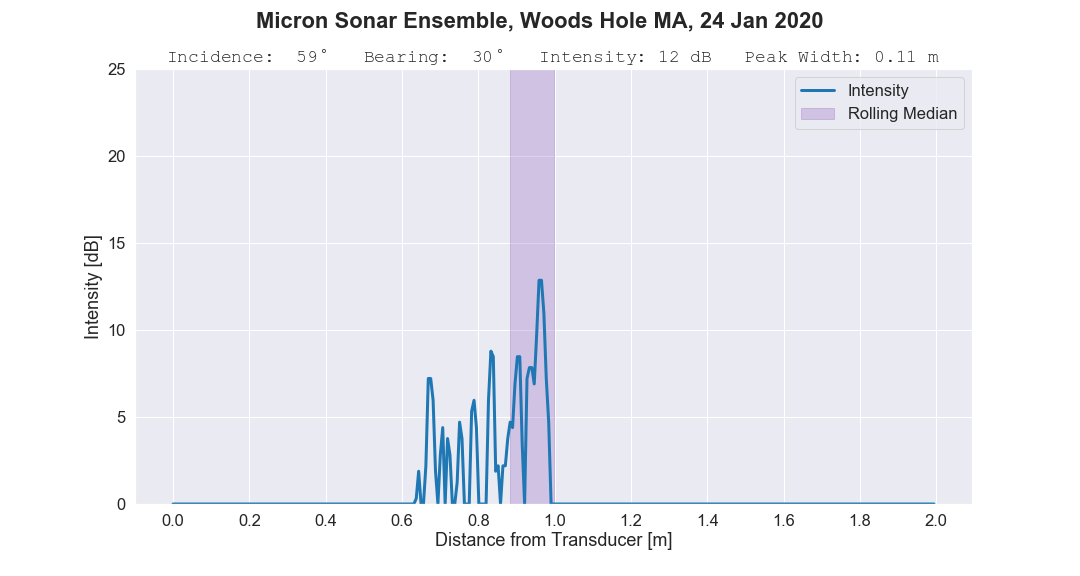 Micron Sonar Ensemble, Woods Hole MA, 24 Jan 2020
Incidence: 59° Bearing: 30° Intensity: 12 dB Peak Width: 0.11 m
Intensity
Rolling Median
25
20
15
10
5
0
Intensity [dB]
0.0 0.2 0.4 0.6 0.8 1.0 1.2 1.4 1.6 1.8 2.0
Distance from Transducer [m]